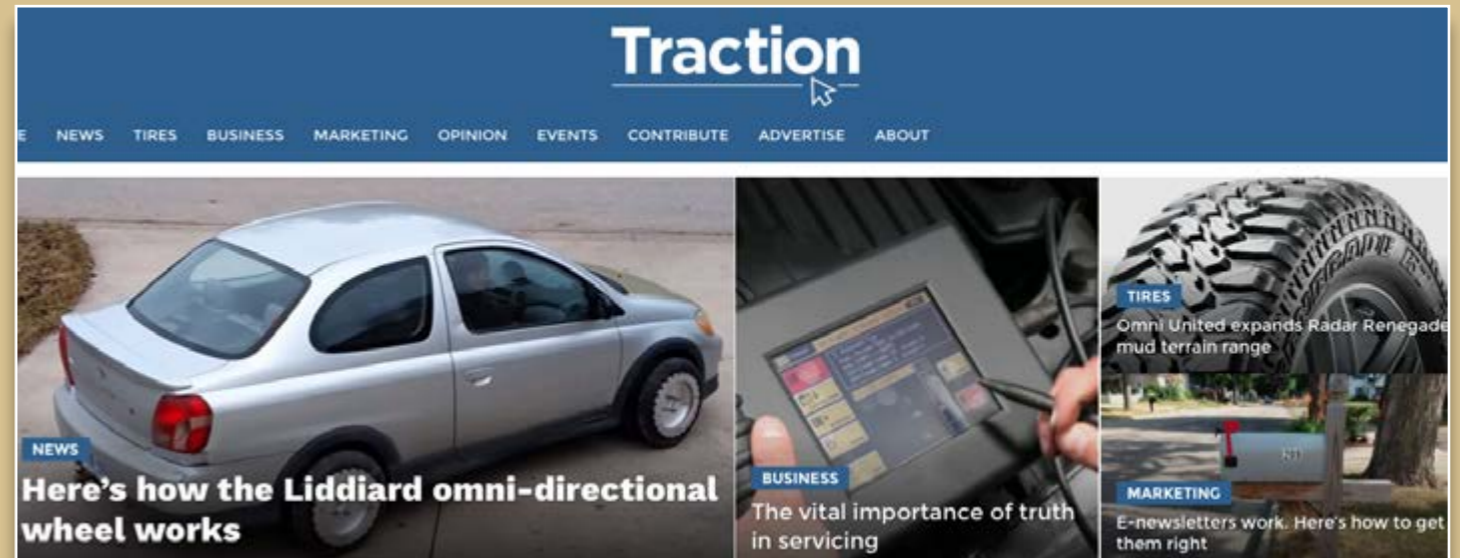 Traction
E NEWS TIRES BUSINESS MARKETING OPINION EVENTS CONTRIBUTE ADVERTISE ABOUT
NEWS
Here's how the Liddiard omni-directional
wheel works
BUSINESS
The vital importance of truth
in servicing
TIRES
Omni United expands Radar Renegade
mud terrain range
MARKETING
E-newsletters work. Here's how to get
them right